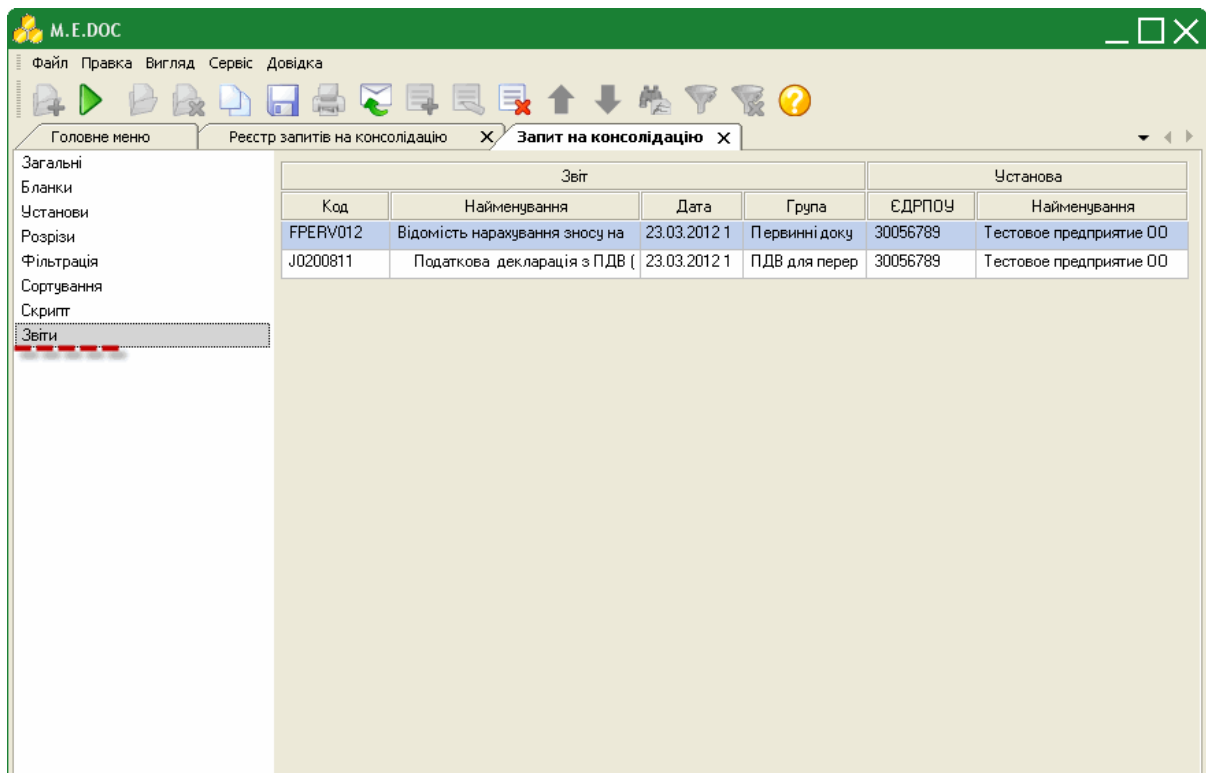 M.E.DOC
Файл Правка Вигляд Сервіс Довідка
Головне меню Реєстр запитів на консолідацію X Запит на консолідацію X
Загальні
Бланки
Установи
Розрізи
Фільтрація
Сортування
Скрипт
Звіти
Звіт Установа
Код Найменування Дата Група ЄДРПОУ Найменування
FPERV012 Відомість нарахування зносу на 23.03.2012 1 Первинні доку 30056789 Тестовое предприятие ОО
J0200811 Податкова декларація з ПДВ ( 23.03.2012 1 ПДВ для перер 30056789 Тестовое предприятие ОО